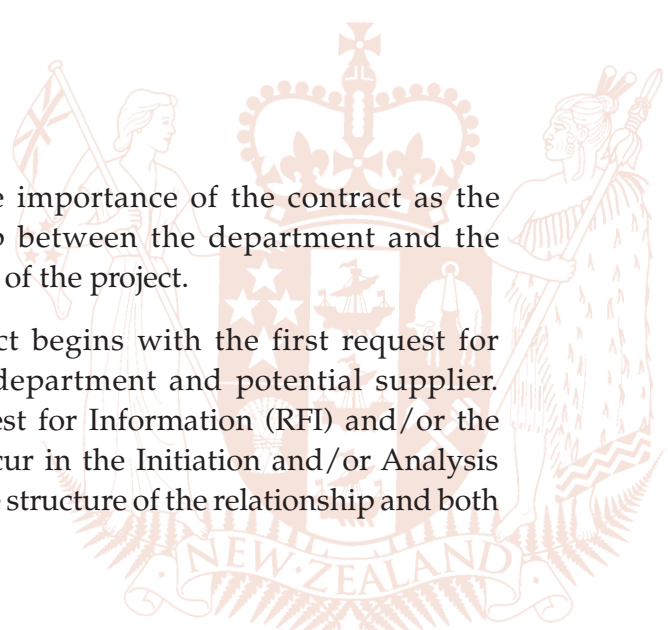 e importance of the contract as the
p between the department and the
of the project.
ct begins with the first request for
department and potential supplier.
est for Information (RFI) and/or the
cur in the Initiation and/or Analysis
e structure of the relationship and both
NEW·ZEALAND